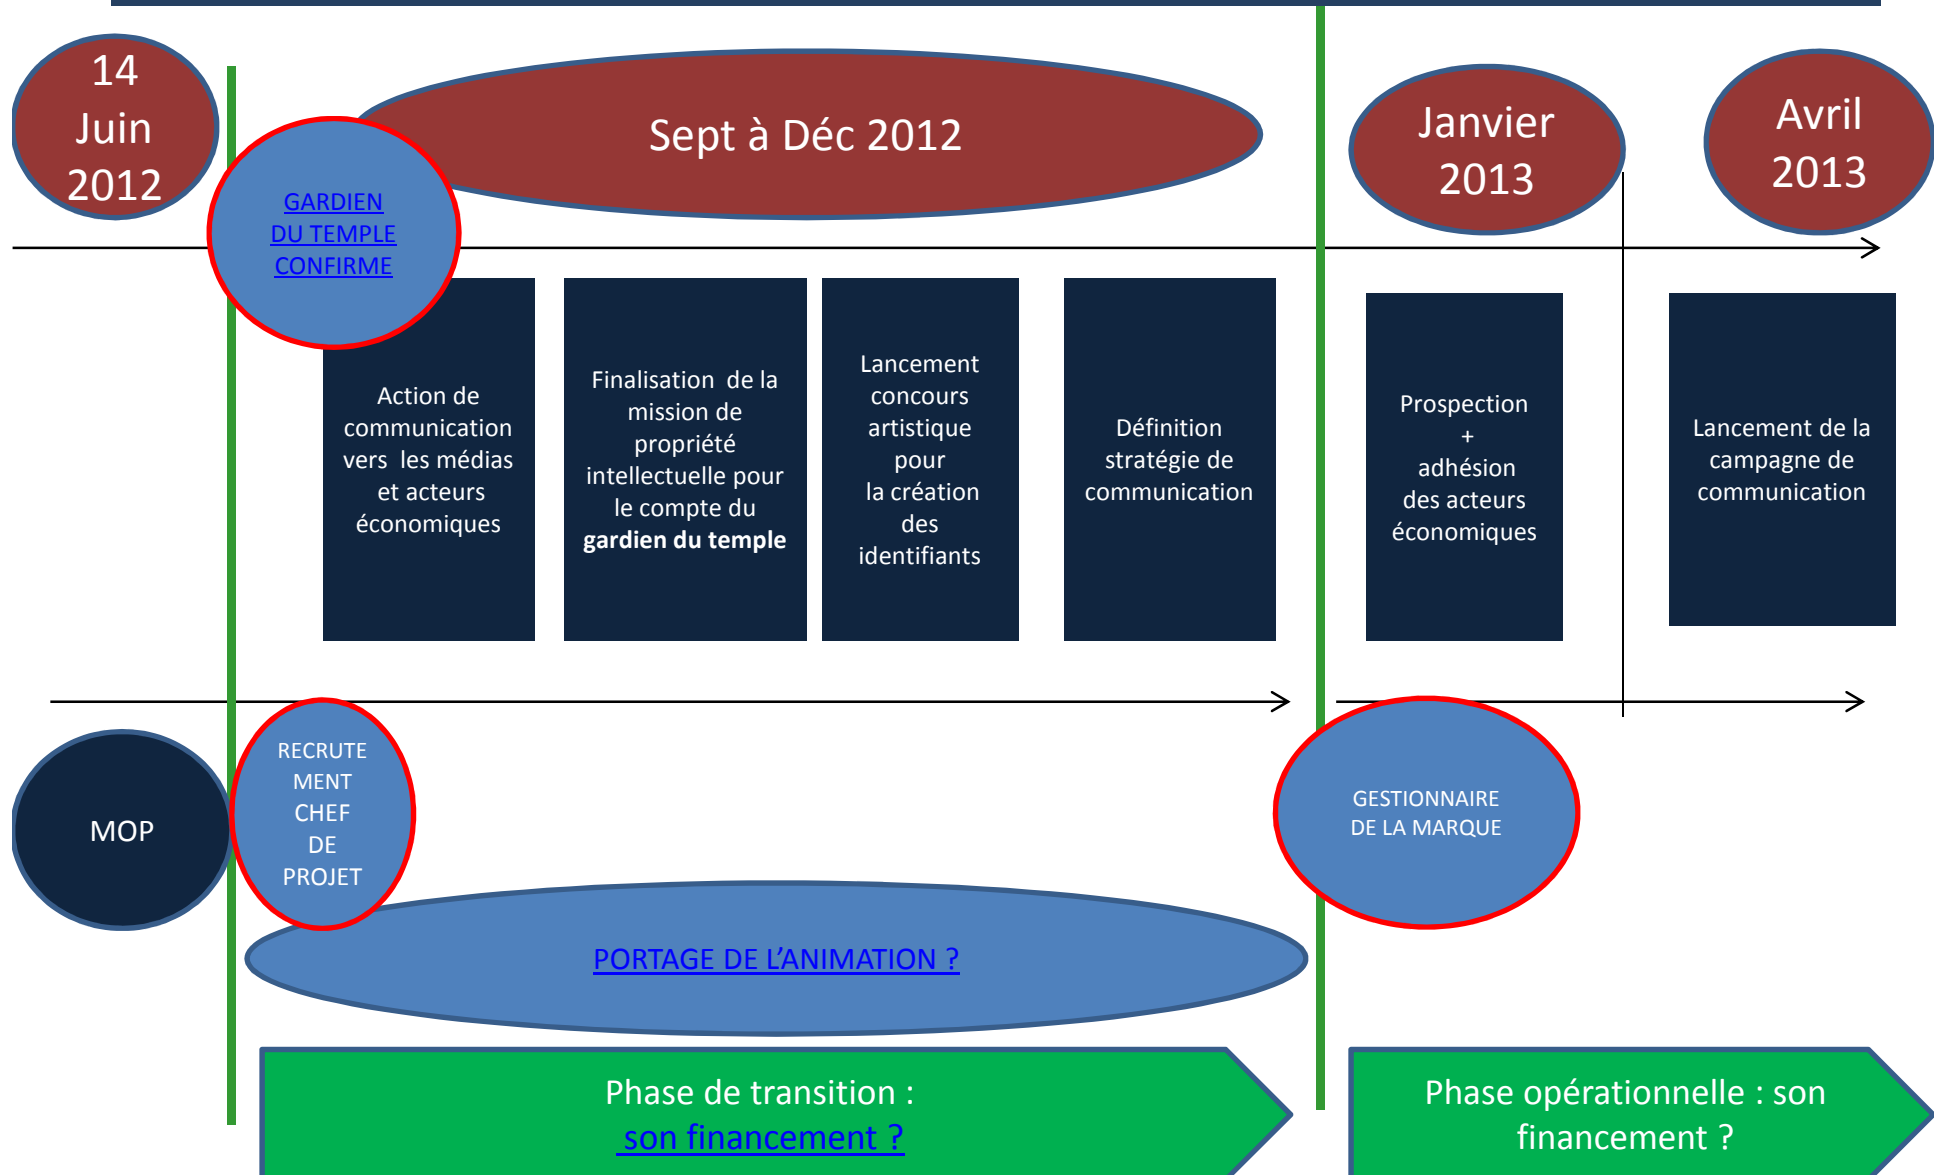 14
Juin
2012
Sept à Déc 2012
Janvier
2013
Avril
2013
GARDIEN
DU TEMPLE
CONFIRME
Action de
communication
vers les médias
et acteurs
économiques
Finalisation de la
mission de
propriété
intellectuelle pour
le compte du
gardien du temple
Lancement
concours
artistique
pour
la création
des
identifiants
Définition
stratégie de
communication
Prospection
+
adhésion
des acteurs
économiques
Lancement de la
campagne de
communication
MOP
RECRUTE
MENT
CHEF
DE
PROJET
GESTIONNAIRE
DE LA MARQUE
PORTAGE DE L’ANIMATION ?
Phase de transition :
son financement ?
Phase opérationnelle : son
financement ?